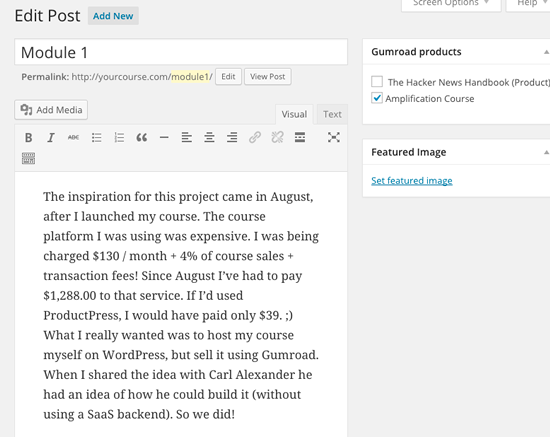 Edit Post Add New
Screen Options ▼ Help ▼
Module 1
Permalink: http://yourcourse.com/module1/ Edit View Post
Add Media
Visual Text
B I ABC
The inspiration for this project came in August,
after I launched my course. The course
platform I was using was expensive. I was being
charged $130 / month + 4% of course sales +
transaction fees! Since August I’ve had to pay
$1,288.00 to that service. If I’d used
ProductPress, I would have paid only $39. ;)
What I really wanted was to host my course
myself on WordPress, but sell it using Gumroad.
When I shared the idea with Carl Alexander he
had an idea of how he could build it (without
using a SaaS backend). So we did!
Gumroad products
The Hacker News Handbook (Product)
Amplification Course
Featured Image
Set featured image